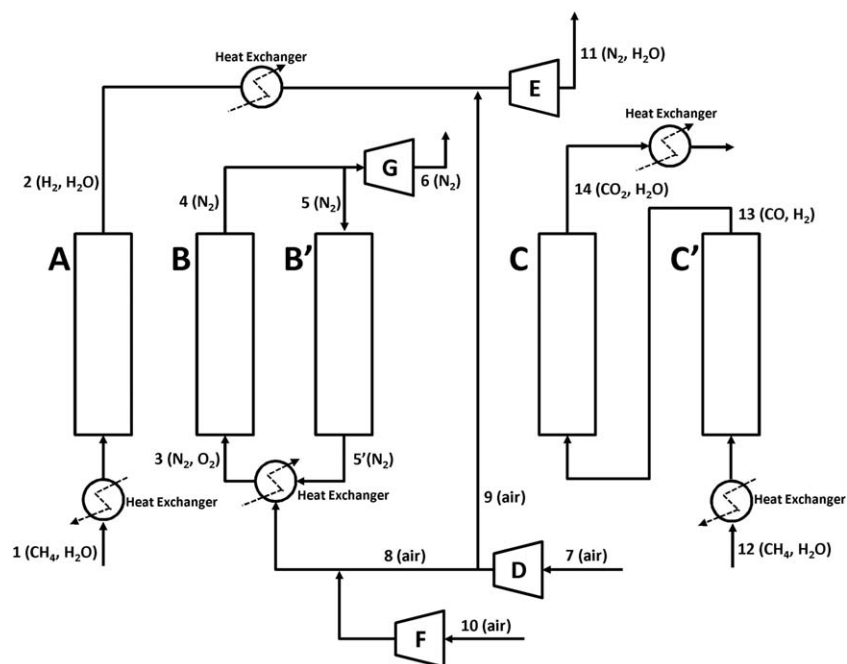 11 (N₂, H₂O)
Heat Exchanger
E
Heat Exchanger
G
6 (N₂)
2 (H₂, H₂O)
4 (N₂)
5 (N₂)
14 (CO₂, H₂O)
13 (CO, H₂)
A
B
B’
C
C’
3 (N₂, O₂)
5’(N₂)
Heat Exchanger
Heat Exchanger
Heat Exchanger
9 (air)
1 (CH₄, H₂O)
8 (air)
D
7 (air)
12 (CH₄, H₂O)
F
10 (air)